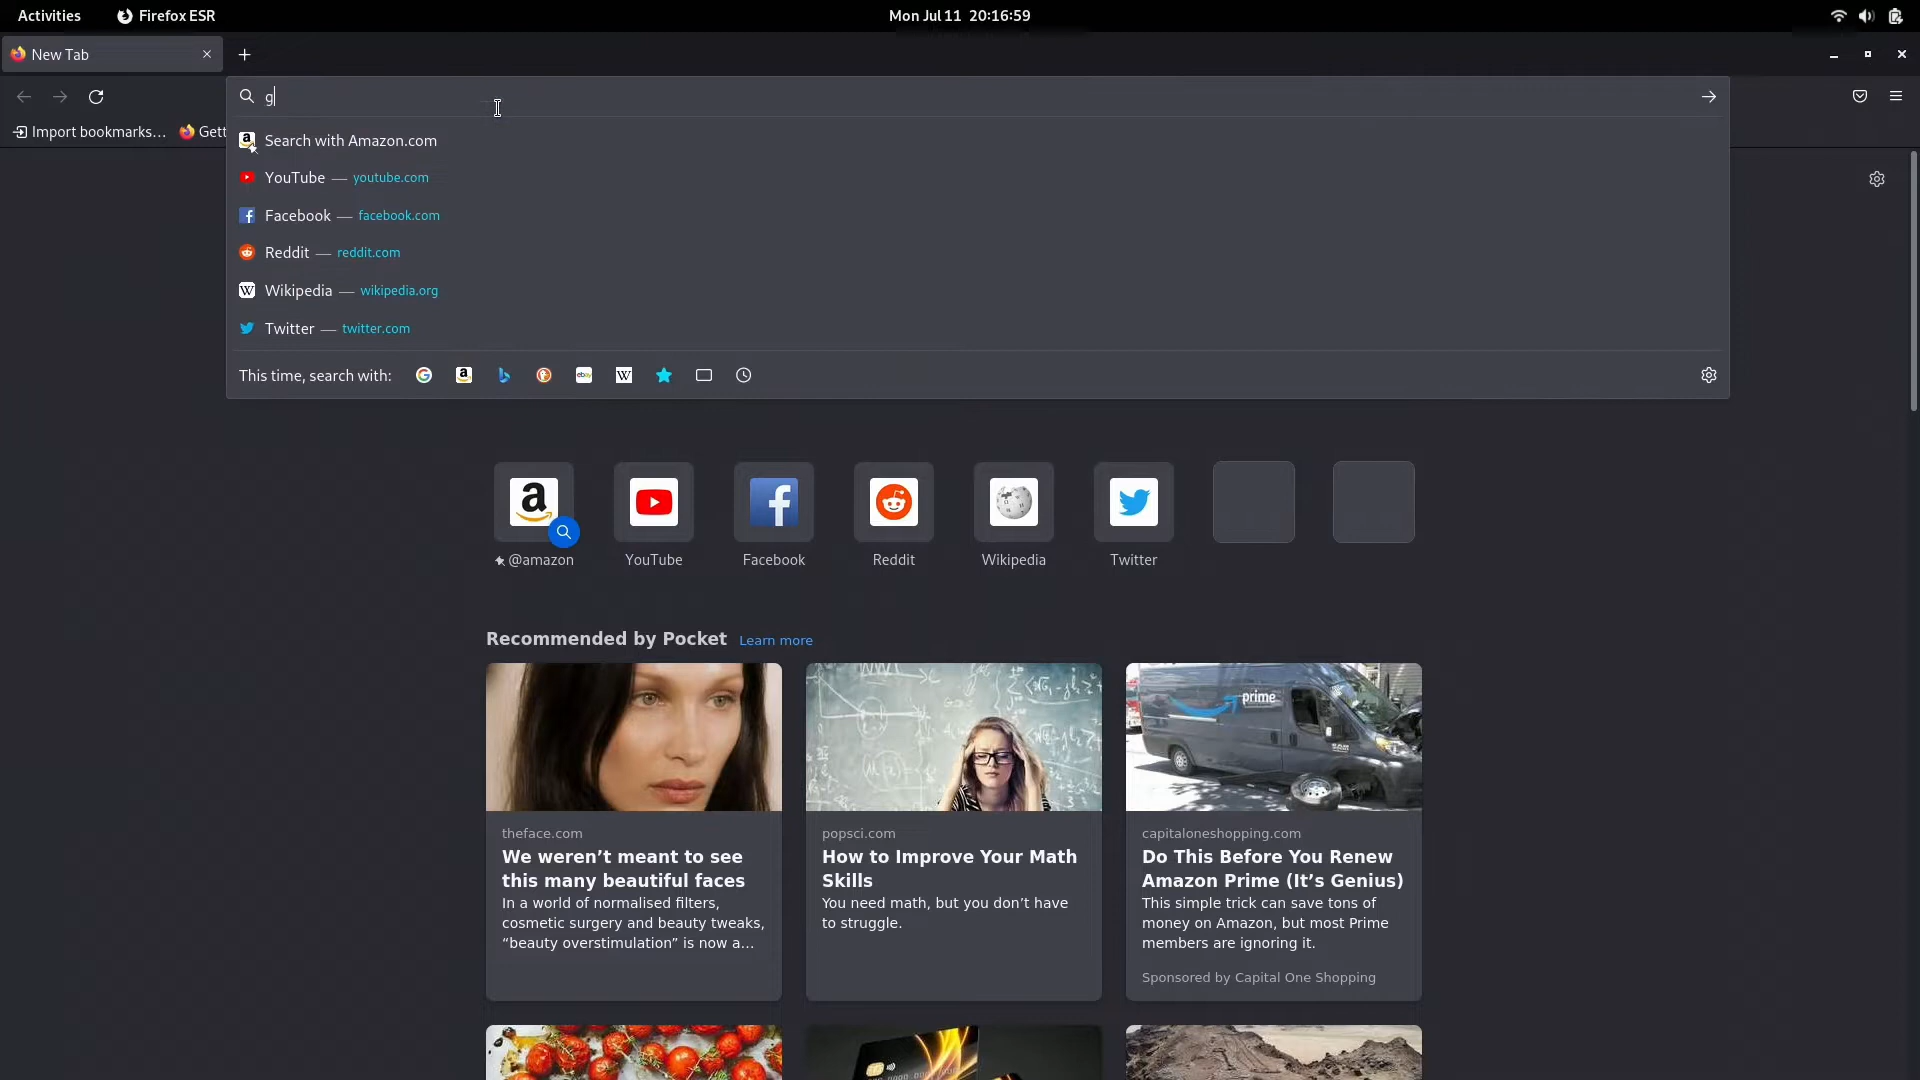 Activities
Firefox ESR
Mon Jul 11 20:16:59
New Tab
g
Import bookmarks...
Gett
Search with Amazon.com
YouTube — youtube.com
Facebook — facebook.com
Reddit — reddit.com
Wikipedia — wikipedia.org
Twitter — twitter.com
This time, search with:
@amazon
YouTube
Facebook
Reddit
Wikipedia
Twitter
Recommended by Pocket
Learn more
prime
theface.com
We weren’t meant to see
this many beautiful faces
In a world of normalised filters,
cosmetic surgery and beauty tweaks,
“beauty overstimulation” is now a...
popsci.com
How to Improve Your Math
Skills
You need math, but you don’t have
to struggle.
capitaloneshopping.com
Do This Before You Renew
Amazon Prime (It’s Genius)
This simple trick can save tons of
money on Amazon, but most Prime
members are ignoring it.
Sponsored by Capital One Shopping